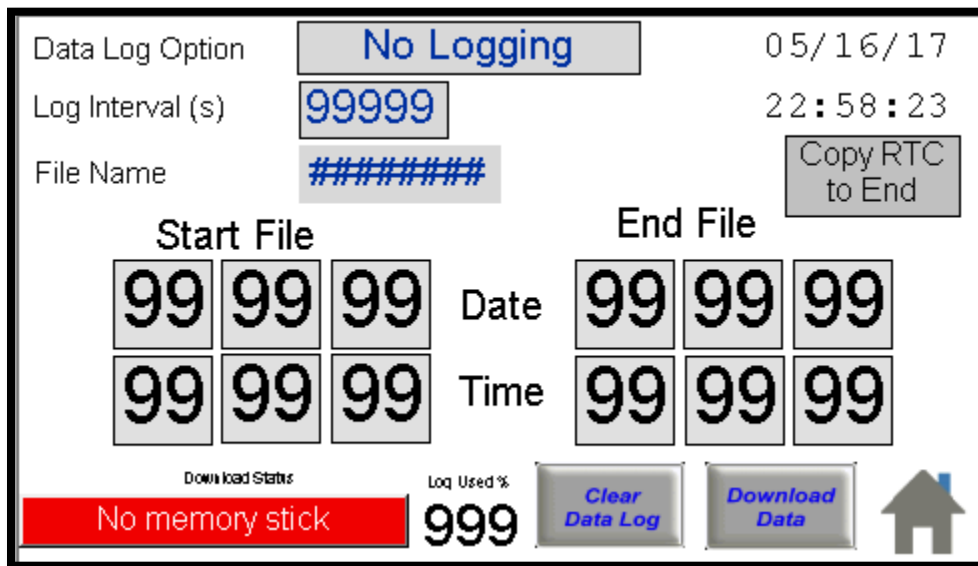 Data Log Option No Logging 05/16/17
Log Interval (s) 99999 22:58:23
File Name ######## Copy RTC
to End
Start File End File
99 99 99 Date 99 99 99
99 99 99 Time 99 99 99
Download Status Log Used %
No memory stick 999 Clear
Data Log Download
Data